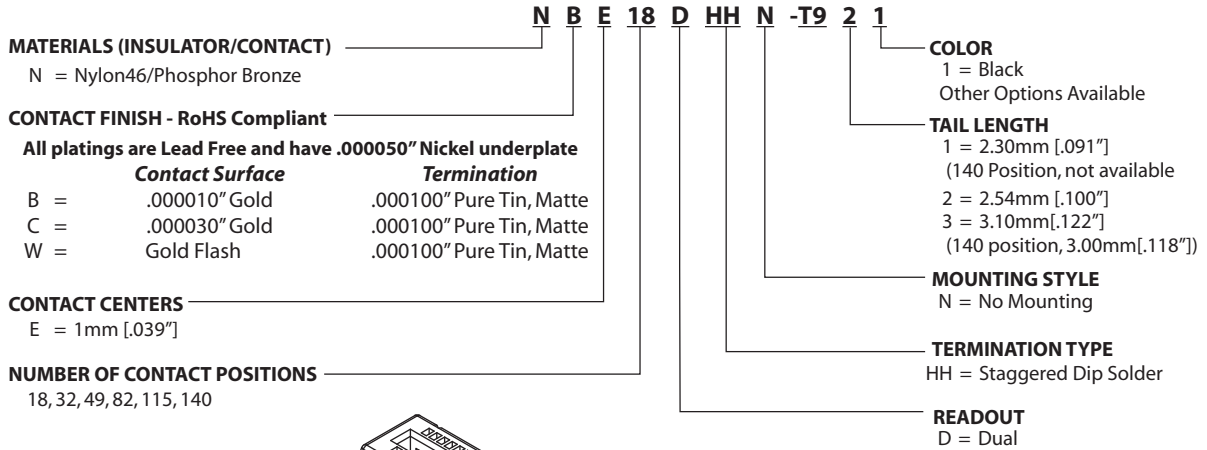 N B E 18 D HH N -T9 2 1
MATERIALS (INSULATOR/CONTACT)
N = Nylon46/Phosphor Bronze
CONTACT FINISH - RoHS Compliant
All platings are Lead Free and have .000050" Nickel underplate
Contact Surface Termination
B = .000010" Gold .000100" Pure Tin, Matte
C = .000030" Gold .000100" Pure Tin, Matte
W = Gold Flash .000100" Pure Tin, Matte
CONTACT CENTERS
E = 1mm [.039"]
NUMBER OF CONTACT POSITIONS
18, 32, 49, 82, 115, 140
COLOR
1 = Black
Other Options Available
TAIL LENGTH
1 = 2.30mm [.091"]
(140 Position, not available
2 = 2.54mm [.100"]
3 = 3.10mm[.122"]
(140 position, 3.00mm[.118"])
MOUNTING STYLE
N = No Mounting
TERMINATION TYPE
HH = Staggered Dip Solder
READOUT
D = Dual